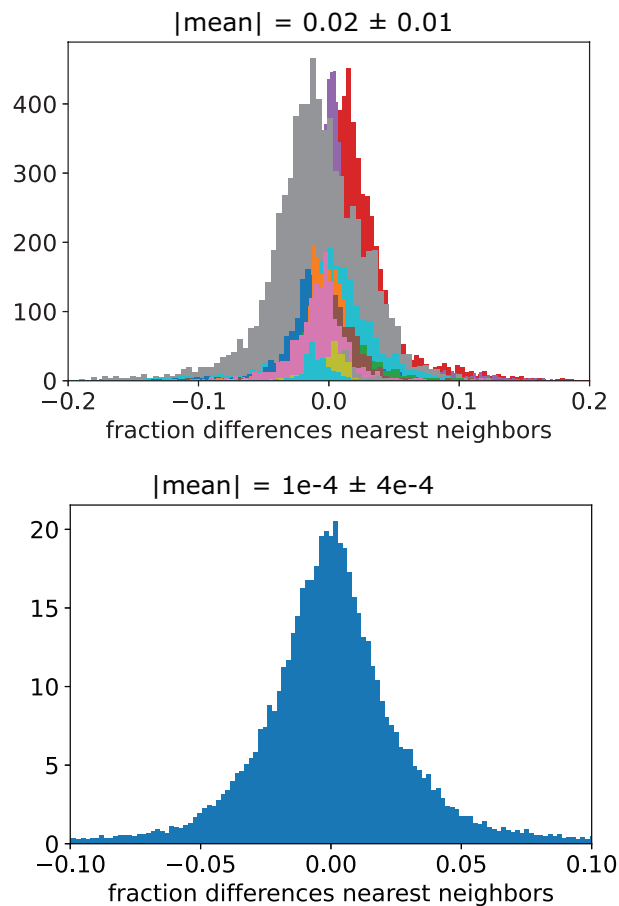 |mean| = 0.02 ± 0.01
400
300
200
100
0
−0.2 −0.1 0.0 0.1 0.2
fraction differences nearest neighbors
|mean| = 1e-4 ± 4e-4
20
15
10
5
0
−0.10 −0.05 0.00 0.05 0.10
fraction differences nearest neighbors